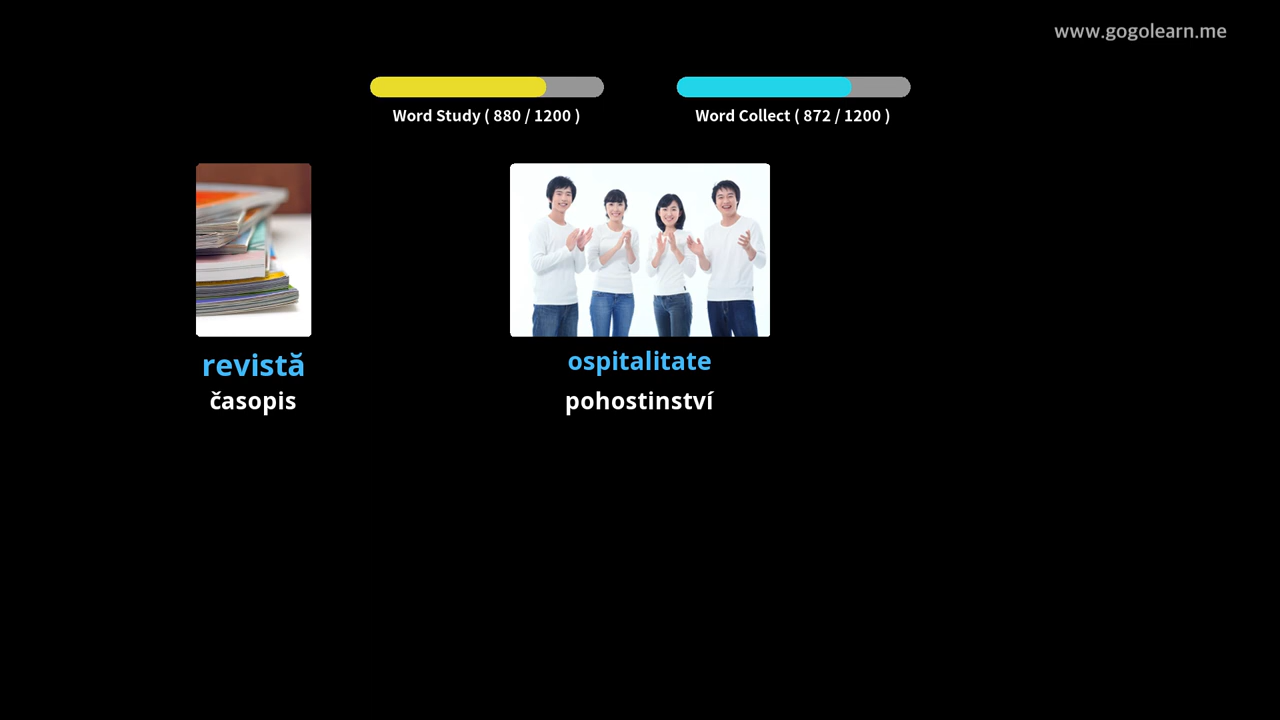 www.gogolearn.me
Word Study ( 880 / 1200 )
Word Collect ( 872 / 1200 )
revistă
časopis
ospitalitate
pohostinství